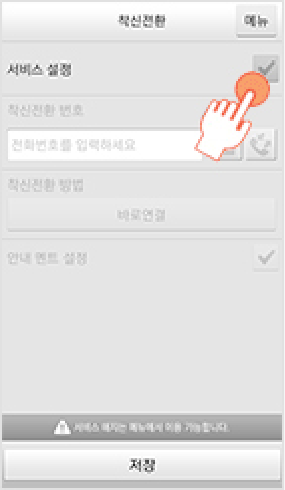 착신전환 메뉴
서비스 설정
착신전환 번호
전화번호를 입력하세요
착신전환 방법
바로연결
안내 멘트 설정
서비스 해지는 메뉴에서 이용 가능합니다.
저장